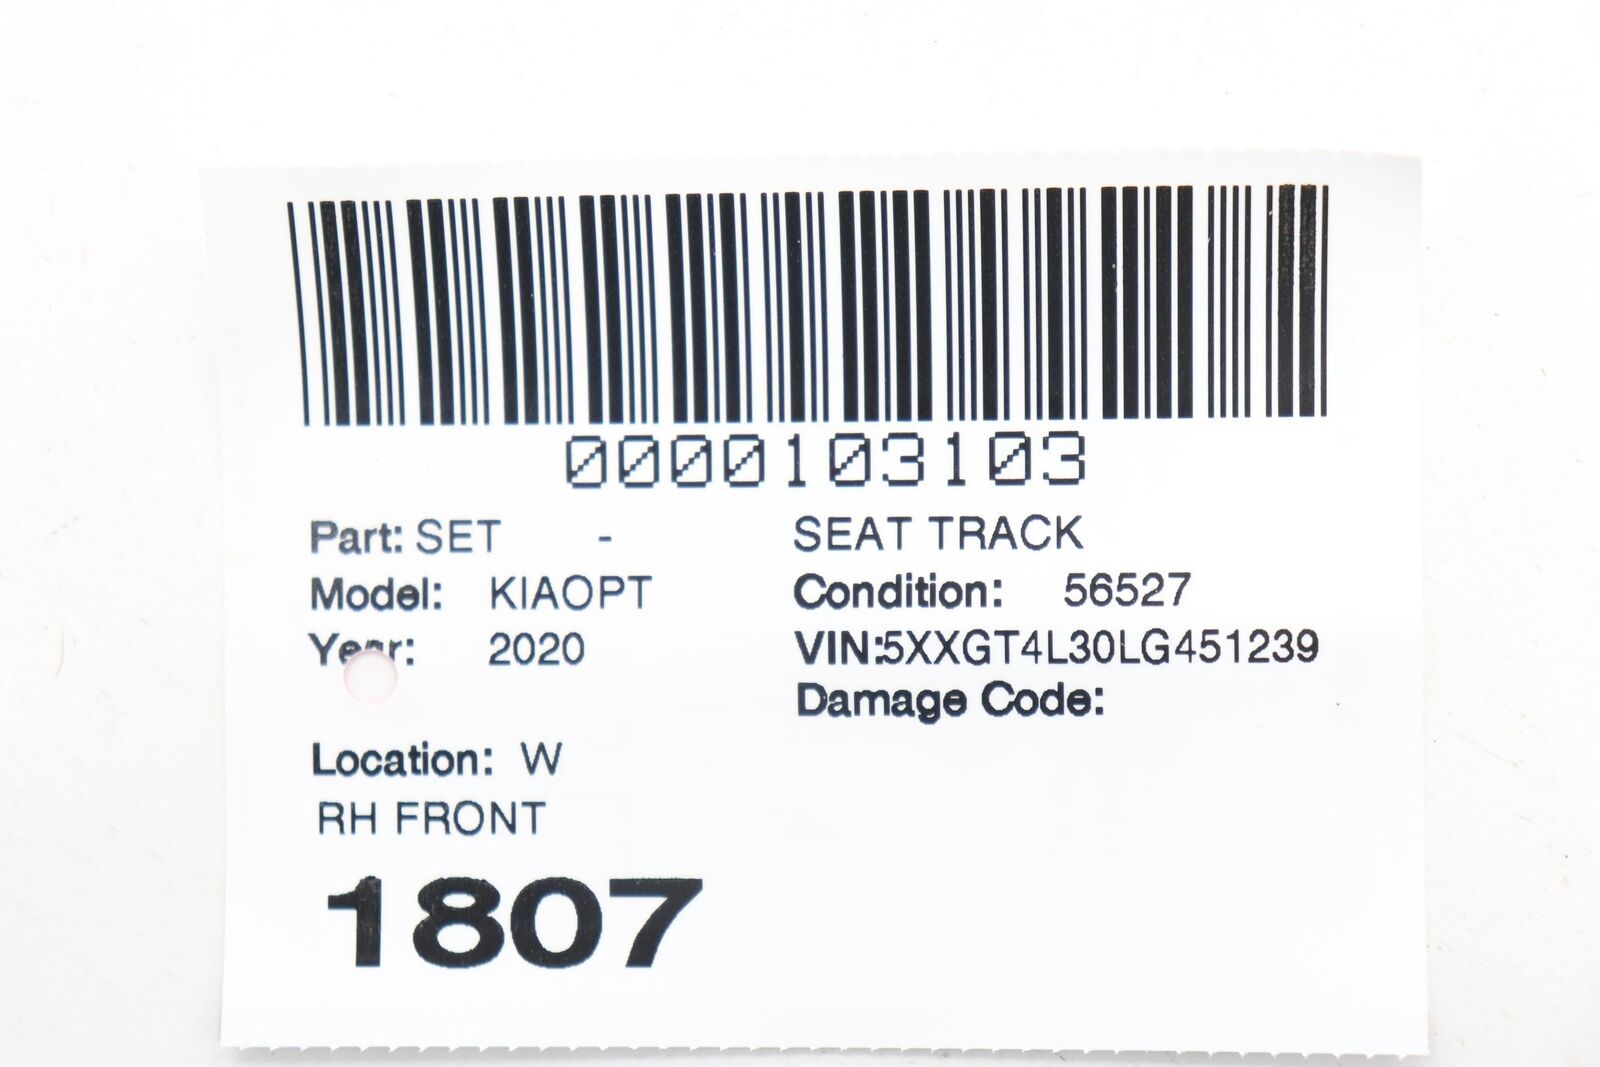 0000103103
Part: SET - SEAT TRACK
Model: KIAOPT Condition: 56527
Year: 2020 VIN:5XXGT4L30LG451239
Damage Code:
Location: W
RH FRONT
1807